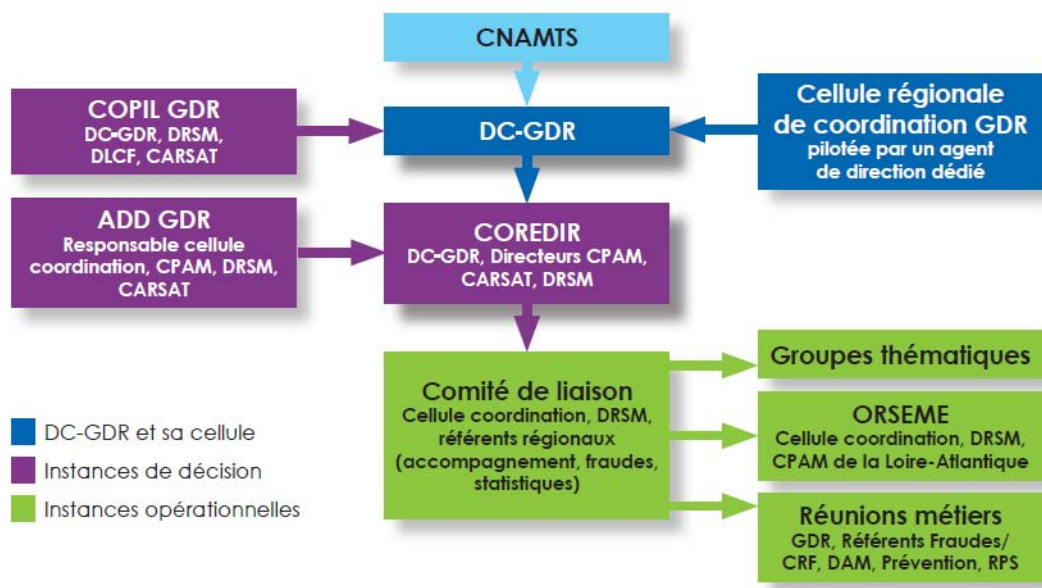 CNAMTS
COPIL GDR
DC-GDR, DRSM,
DLCF, CARSAT
DC-GDR
Cellule régionale
de coordination GDR
pilotée par un agent
de direction dédié
ADD GDR
Responsable cellule
coordination, CPAM, DRSM,
CARSAT
COREDIR
DC-GDR, Directeurs CPAM,
CARSAT, DRSM
Comité de liaison
Cellule coordination, DRSM,
référents régionaux
(accompagnement, fraudes,
statistiques)
Groupes thématiques
ORSEME
Cellule coordination, DRSM,
CPAM de la Loire-Atlantique
Réunions métiers
GDR, Référents Fraudes/
CRF, DAM, Prévention, RPS
DC-GDR et sa cellule
Instances de décision
Instances opérationnelles